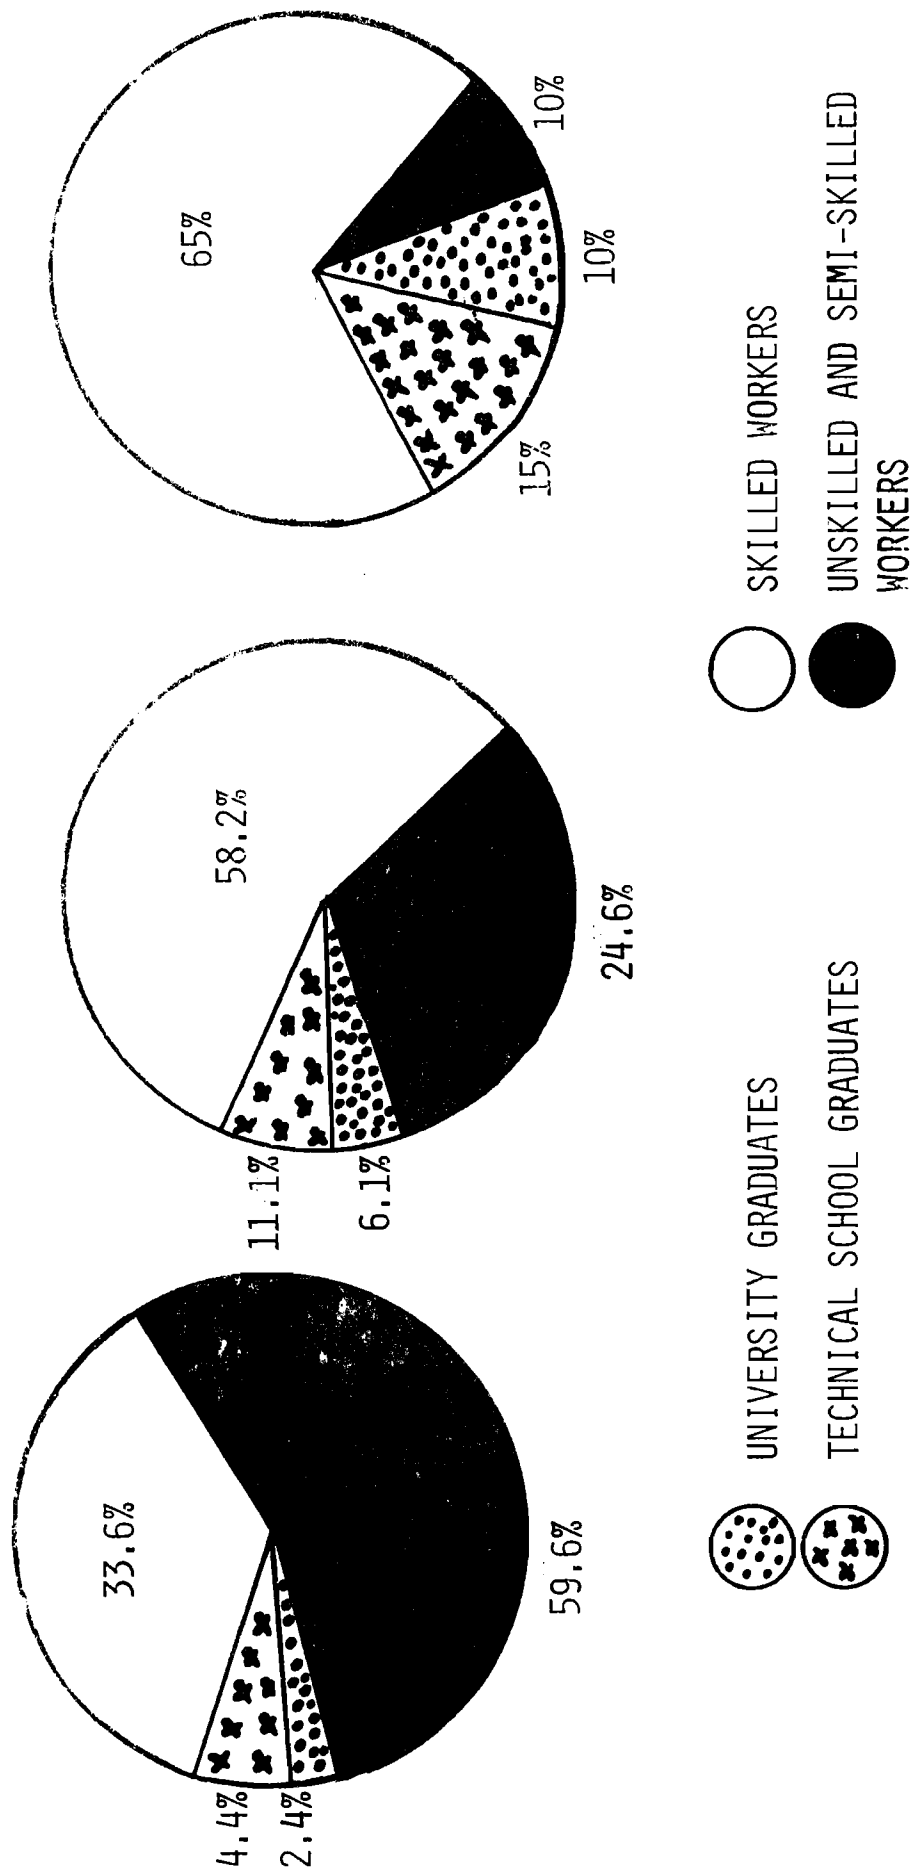 33.6%
4.4%
2.4%
59.6%
58.2%
11.1%
6.1%
24.6%
65%
15%
10%
10%
UNIVERSITY GRADUATES
TECHNICAL SCHOOL GRADUATES
SKILLED WORKERS
UNSKILLED AND SEMI-SKILLED
WORKERS